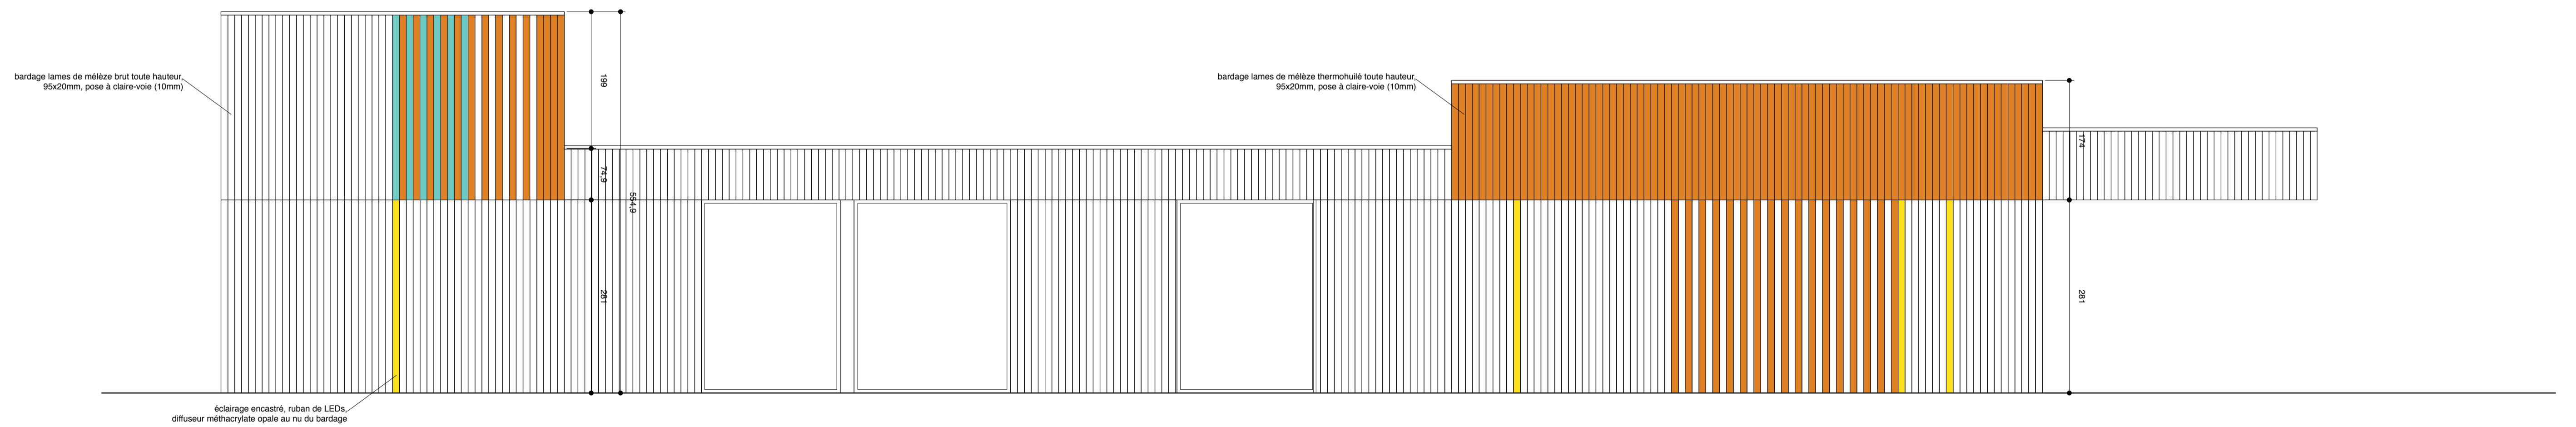 bardage lames de mélèze brut toute hauteur,
95x20mm, pose à claire-voie (10mm)
199
74,9
554,9
281
éclairage encastré, ruban de LEDs,
diffuseur méthacrylate opale au nu du bardage
bardage lames de mélèze thermohuilé toute hauteur,
95x20mm, pose à claire-voie (10mm)
174
281